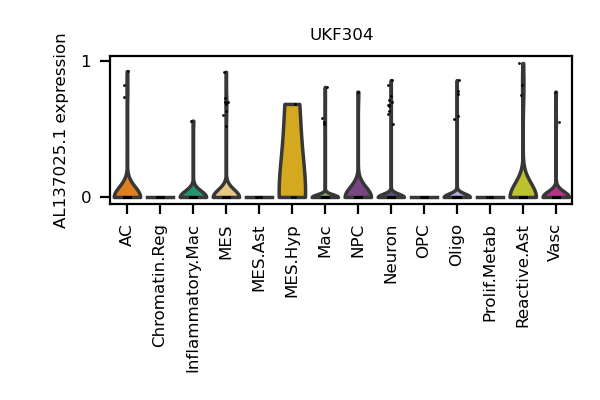 UKF304
AL137025.1 expression
1
0
AC
Chromatin.Reg
Inflammatory.Mac
MES
MES.Ast
MES.Hyp
Mac
NPC
Neuron
OPC
Oligo
Prolif.Metab
Reactive.Ast
Vasc